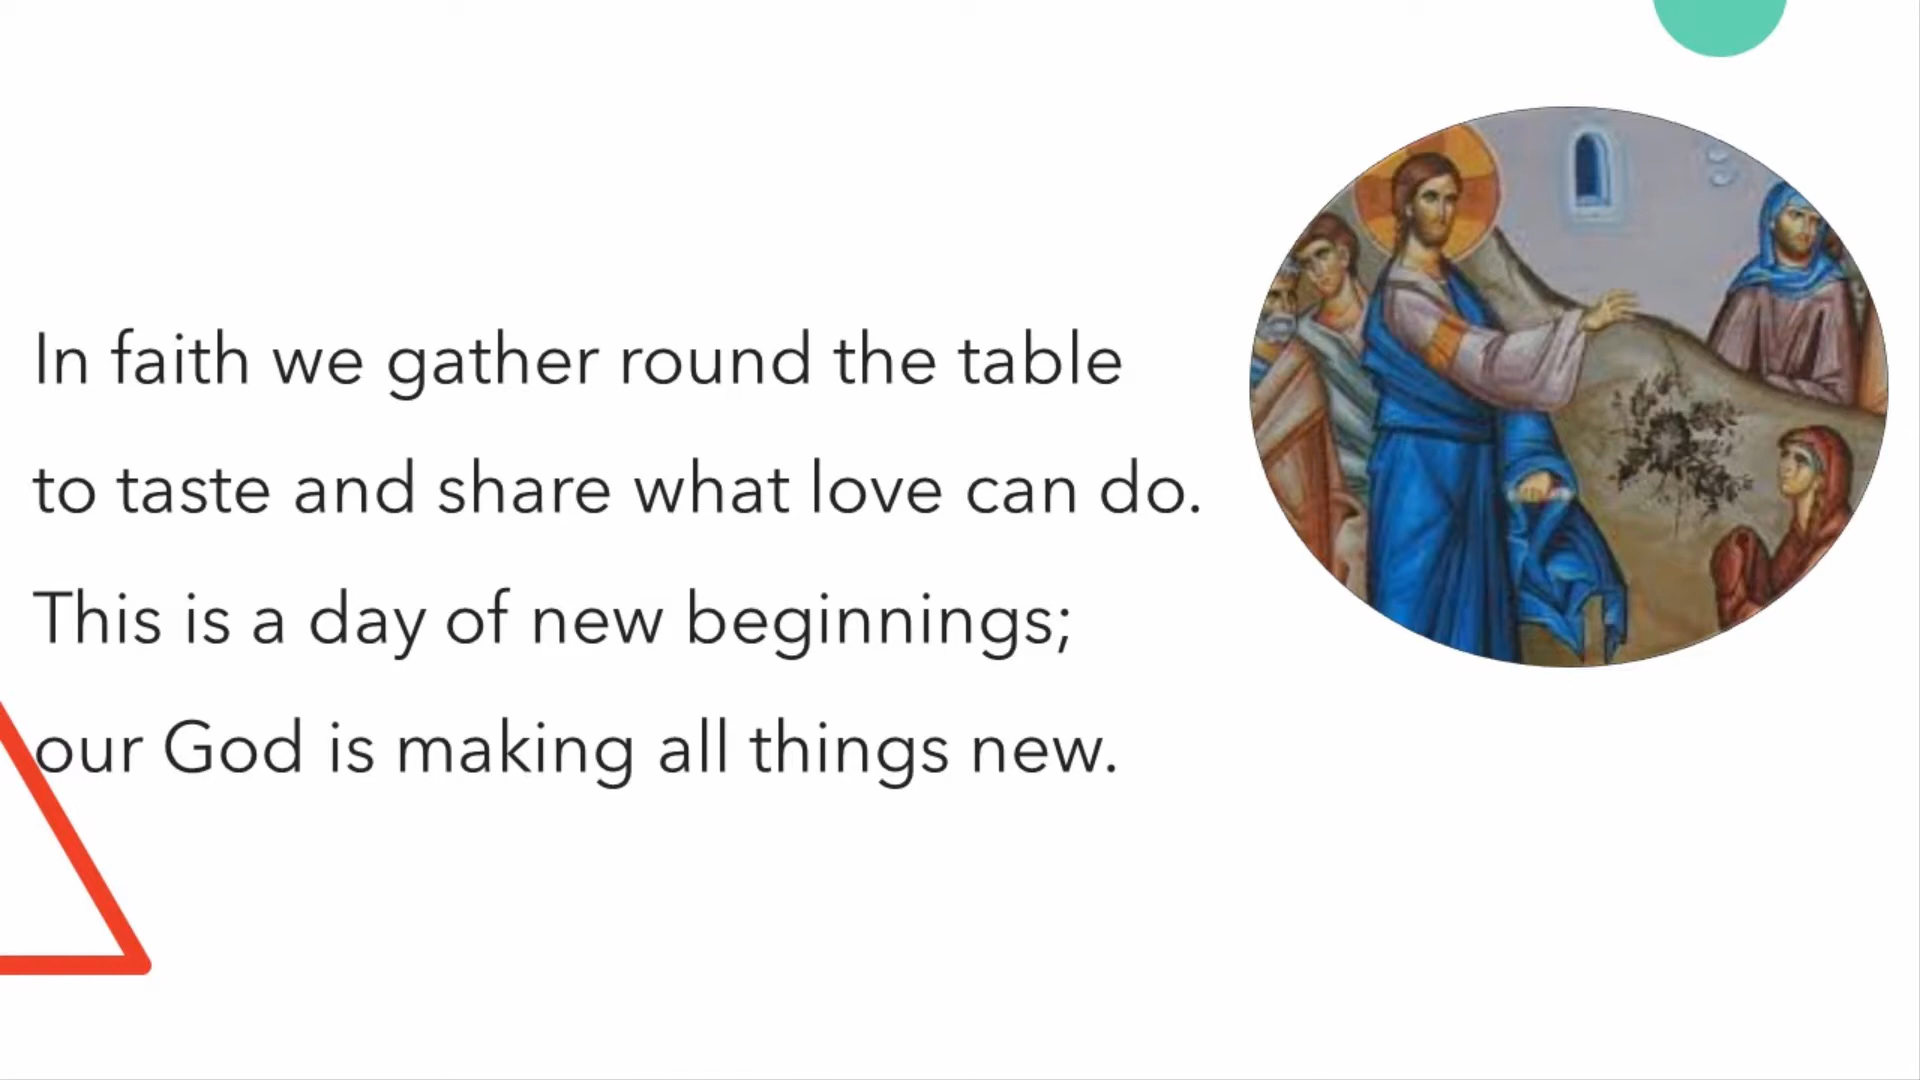 In faith we gather round the table
to taste and share what love can do.
This is a day of new beginnings;
our God is making all things new.